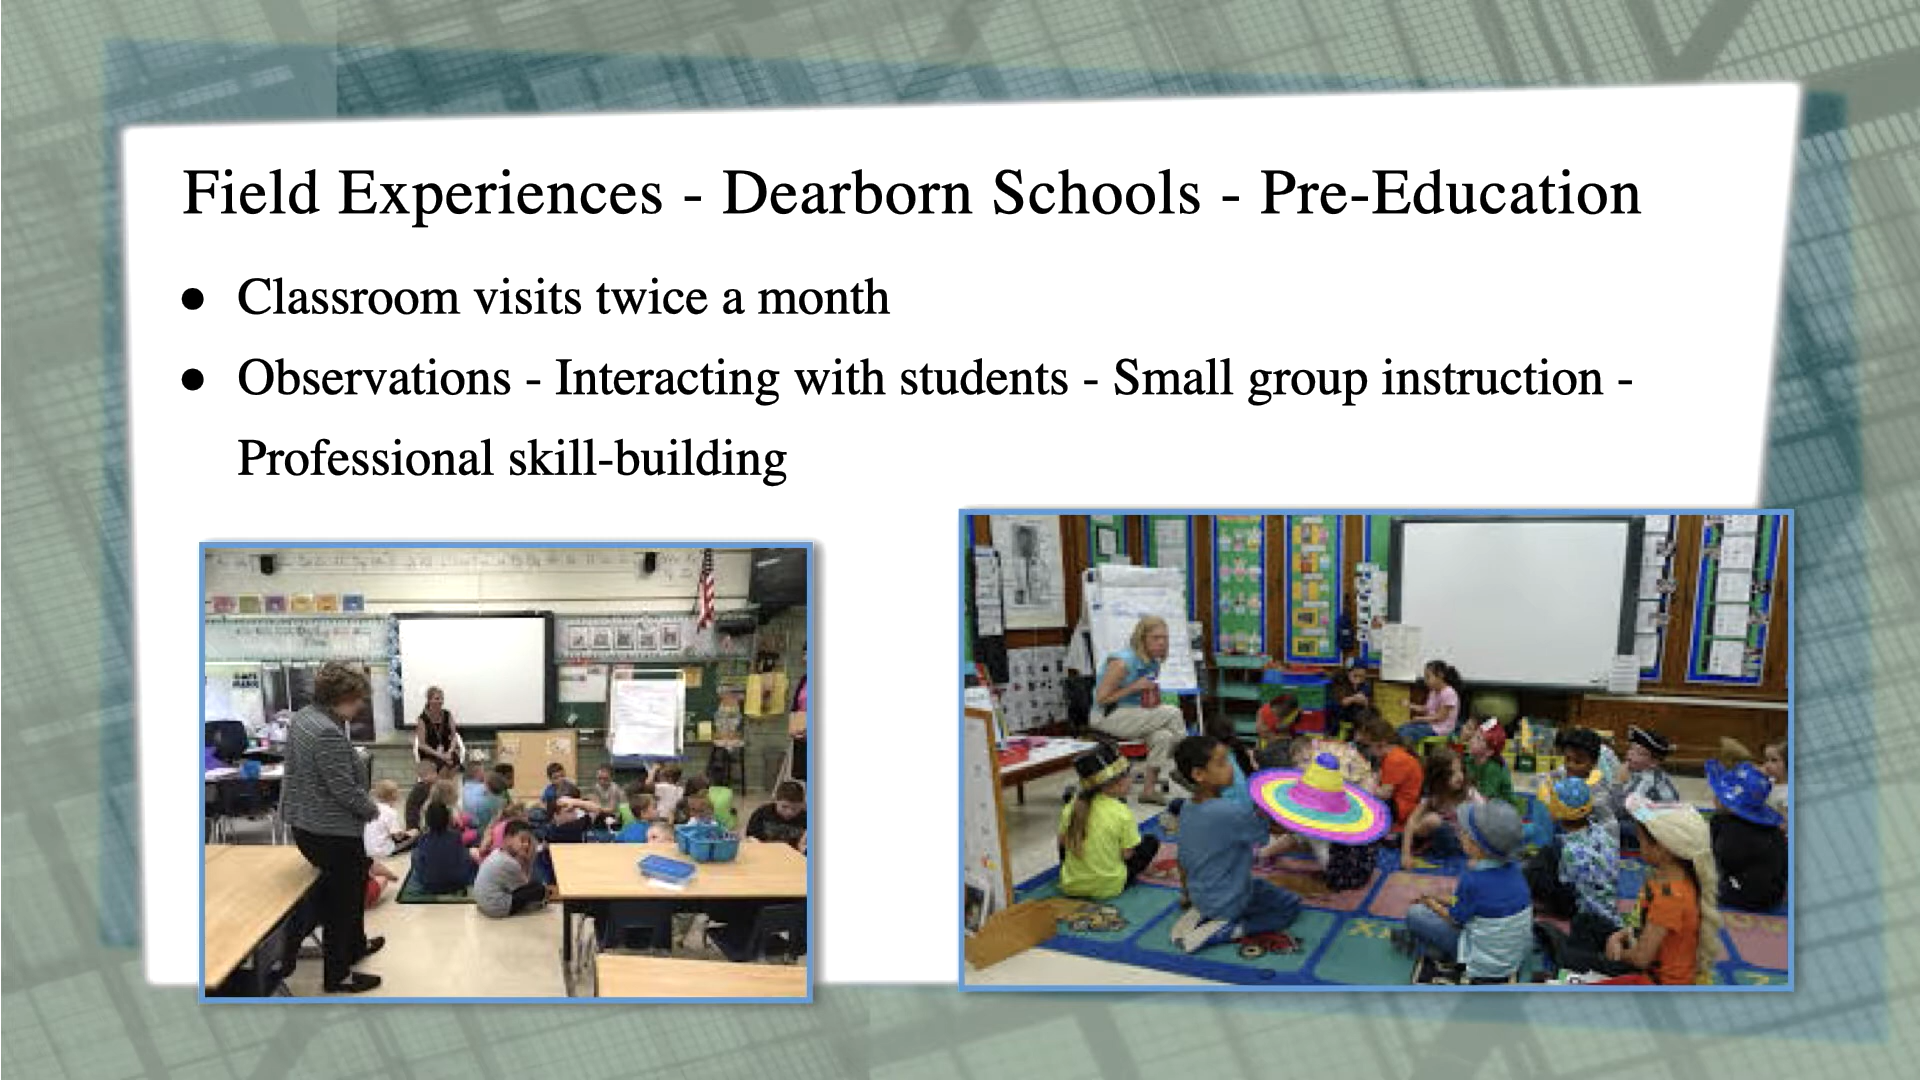 Field Experiences - Dearborn Schools - Pre-Education
● Classroom visits twice a month
● Observations - Interacting with students - Small group instruction -
Professional skill-building